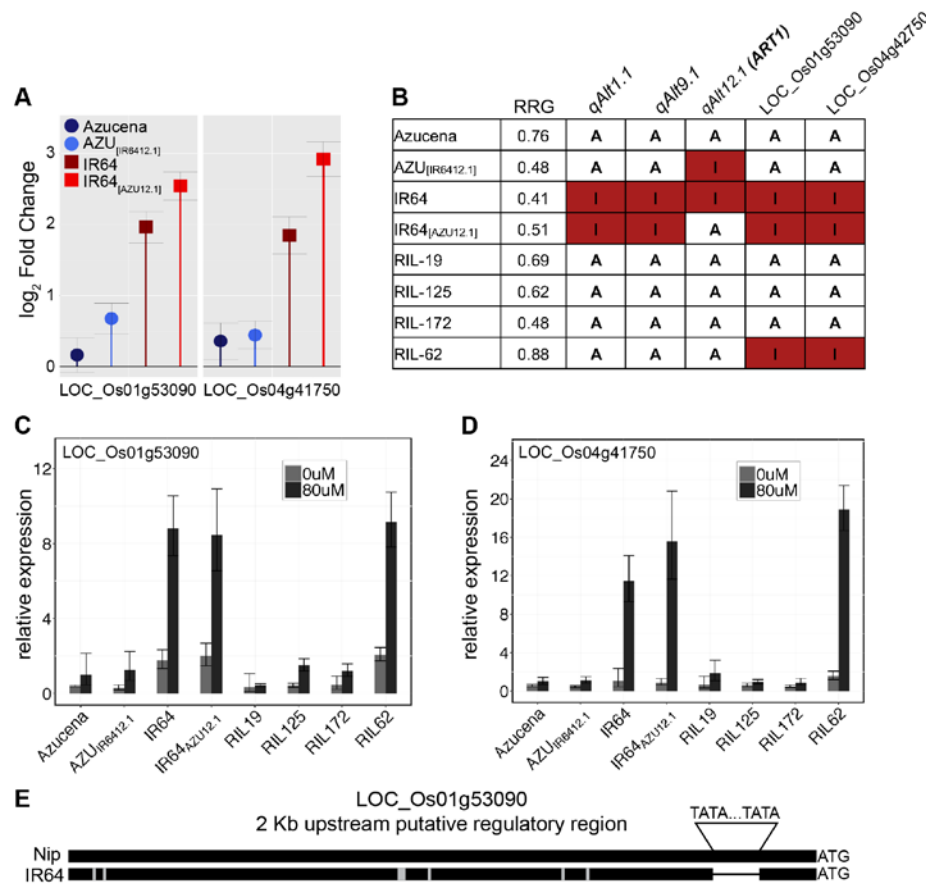 A
Azucena
AZU[IR6412.1]
IR64
IR64[AZU12.1]
log2 Fold Change
3
2
1
0
LOC_Os01g53090 LOC_Os04g41750
B
RRG qAlt1.1 qAlt9.1 qAlt12.1 (ART1) LOC_Os01g53090 LOC_Os04g42750
Azucena 0.76 A A A A A
AZU[IR6412.1] 0.48 A A I A A
IR64 0.41 I I I I I
IR64[AZU12.1] 0.51 I I A I I
RIL-19 0.69 A A A A A
RIL-125 0.62 A A A A A
RIL-172 0.48 A A A A A
RIL-62 0.88 A A A I I
C
LOC_Os01g53090
0uM
80uM
relative expression
12
8
4
0
Azucena AZUIR6412.1 IR64 IR64AZU12.1 RIL19 RIL125 RIL172 RIL62
D
LOC_Os04g41750
0uM
80uM
relative expression
24
20
16
12
8
4
0
Azucena AZUIR6412.1 IR64 IR64AZU12.1 RIL19 RIL125 RIL172 RIL62
E
LOC_Os01g53090
2 Kb upstream putative regulatory region
TATA...TATA
Nip ATG
IR64 ATG